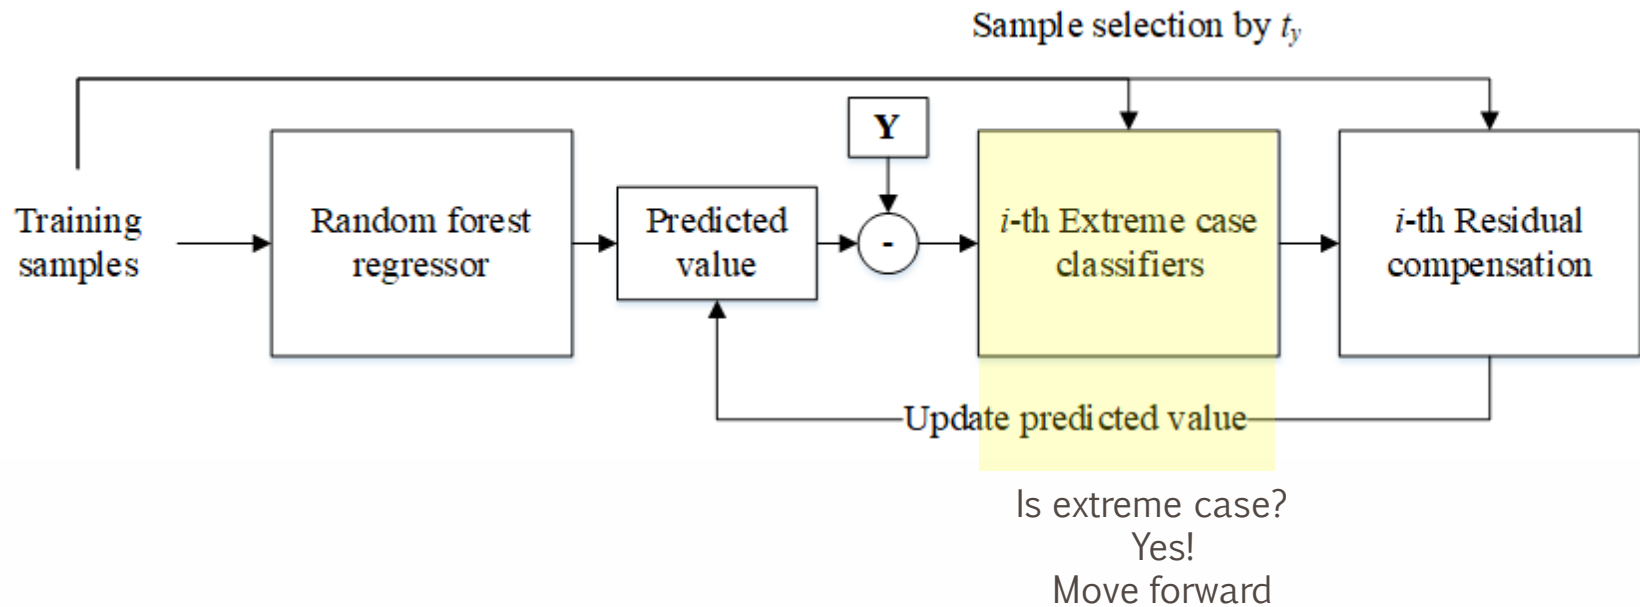 Sample selection by t_y
Y
Training
samples
Random forest
regressor
Predicted
value
-
i-th Extreme case
classifiers
i-th Residual
compensation
Update predicted value
Is extreme case?
Yes!
Move forward